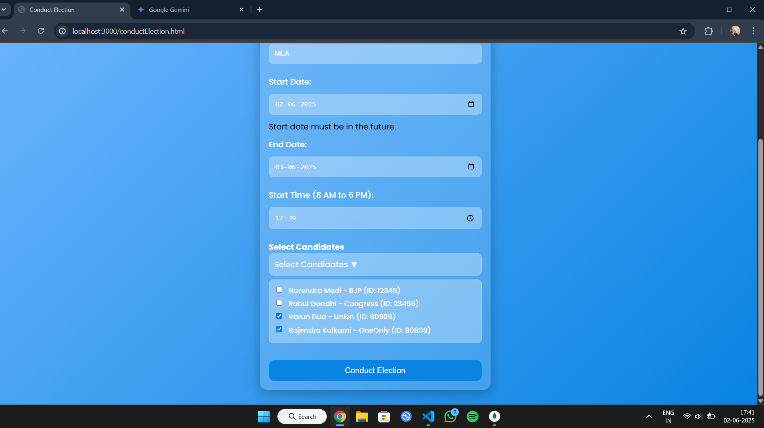 Conduct Election
Google Gemini
localhost:3000/conductElection.html
MLA
Start Date:
02-06-2025
Start date must be in the future.
End Date:
03-06-2025
Start Time (8 AM to 6 PM):
17:39
Select Candidates
Select Candidates ▼
Narendra Modi - BJP (ID: 12345)
Rahul Gandhi - Congress (ID: 23456)
Varun Dua - Union (ID: 90909)
Rajendra Kulkarni - OneOnly (ID: 80808)
Conduct Election
Search
ENG
IN
17:41
02-06-2025